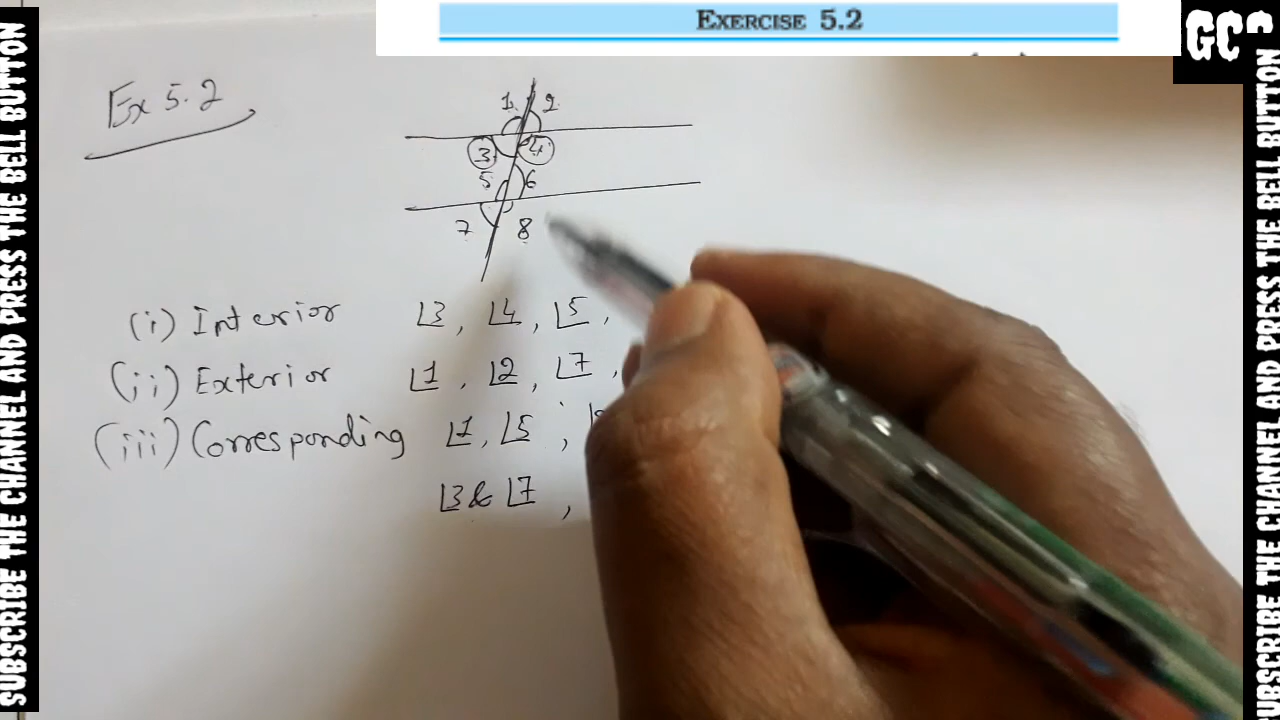 EXERCISE 5.2
SUBSCRIBE THE CHANNEL AND PRESS THE BELL BUTTON
Ex 5.2
1 2
3 4
5 6
7 8
(i) Interior ∠3, ∠4, ∠5,
(ii) Exterior ∠1, ∠2, ∠7,
(iii) Corresponding ∠1, ∠5,
∠3 & ∠7,
SUBSCRIBE THE CHANNEL AND PRESS THE BELL BUTTON